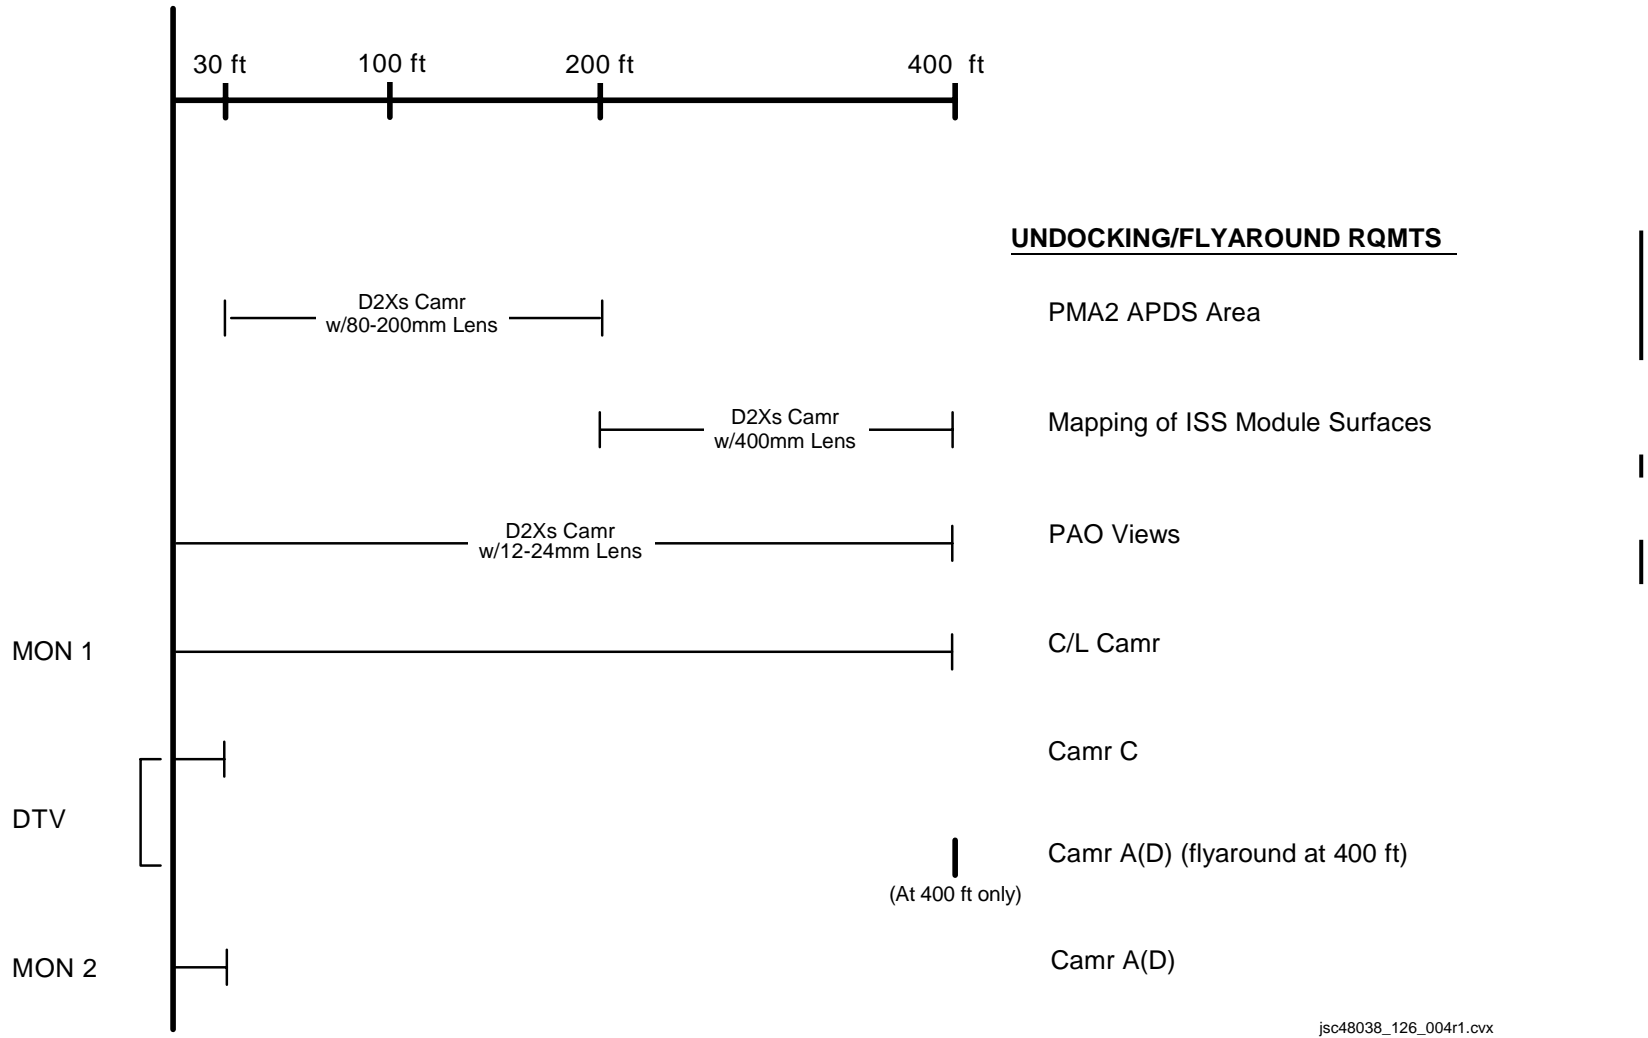 30 ft 100 ft 200 ft 400 ft
UNDOCKING/FLYAROUND RQMTS
D2Xs Camr
w/80-200mm Lens
PMA2 APDS Area
D2Xs Camr
w/400mm Lens
Mapping of ISS Module Surfaces
D2Xs Camr
w/12-24mm Lens
PAO Views
MON 1
C/L Camr
Camr C
DTV
Camr A(D) (flyaround at 400 ft)
(At 400 ft only)
MON 2
Camr A(D)
jsc48038_126_004r1.cvx